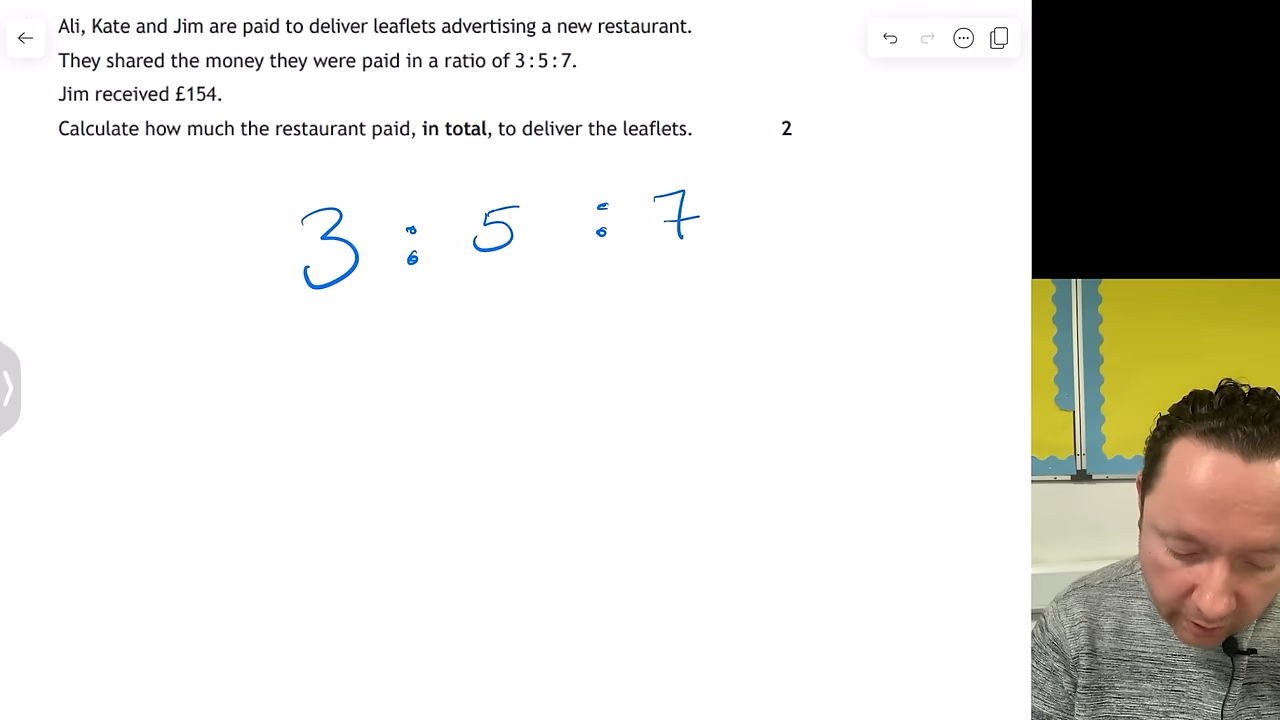 Ali, Kate and Jim are paid to deliver leaflets advertising a new restaurant.
They shared the money they were paid in a ratio of 3:5:7.
Jim received £154.
Calculate how much the restaurant paid, in total, to deliver the leaflets. 2
3 : 5 : 7